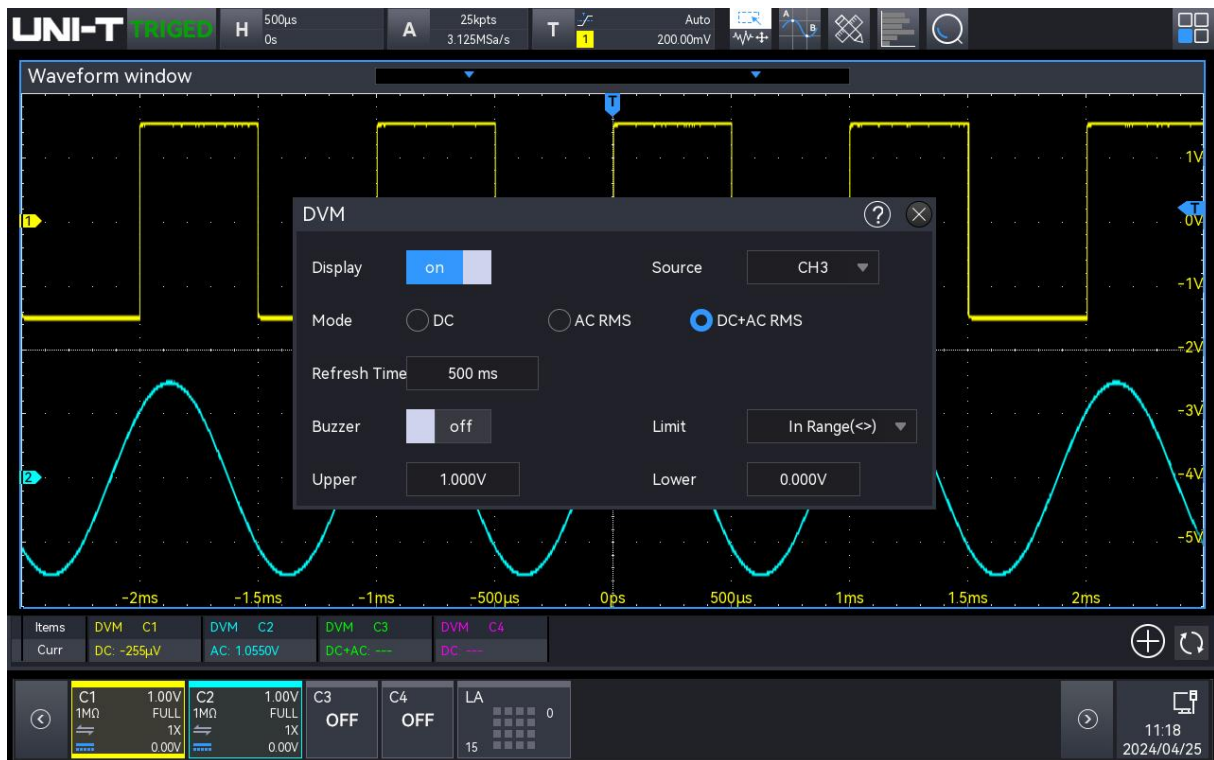 UNI-T TRIGED H 500µs 0s A 25kpts 3.125MSa/s T 1 Auto 200.00mV A B
Waveform window
T
1V
1 T 0V
-1V
-2V
-3V
2 -4V
-5V
DVM ?
Display on Source CH3
Mode DC AC RMS DC+AC RMS
Refresh Time 500 ms
Buzzer off Limit In Range(<>)
Upper 1.000V Lower 0.000V
-2ms -1.5ms -1ms -500µs 0ps 500µs 1ms 1.5ms 2ms
Items DVM C1 DVM C2 DVM C3 DVM C4
Curr DC: -255µV AC: 1.0550V DC+AC: --- DC: ---
C1 1.00V C2 1.00V C3 C4 LA
1MΩ FULL 1MΩ FULL OFF OFF 0
1X 1X 11:18
0.00V 0.00V 15 2024/04/25